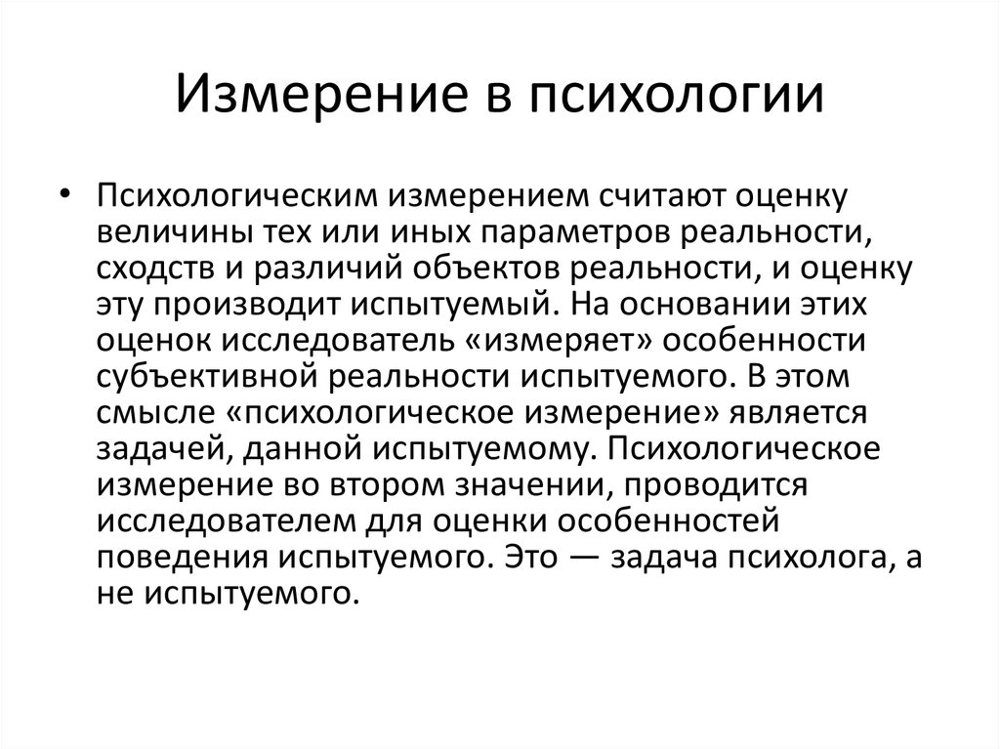 Измерение в психологии
• Психологическим измерением считают оценку
величины тех или иных параметров реальности,
сходств и различий объектов реальности, и оценку
эту производит испытуемый. На основании этих
оценок исследователь «измеряет» особенности
субъективной реальности испытуемого. В этом
смысле «психологическое измерение» является
задачей, данной испытуемому. Психологическое
измерение во втором значении, проводится
исследователем для оценки особенностей
поведения испытуемого. Это — задача психолога, а
не испытуемого.